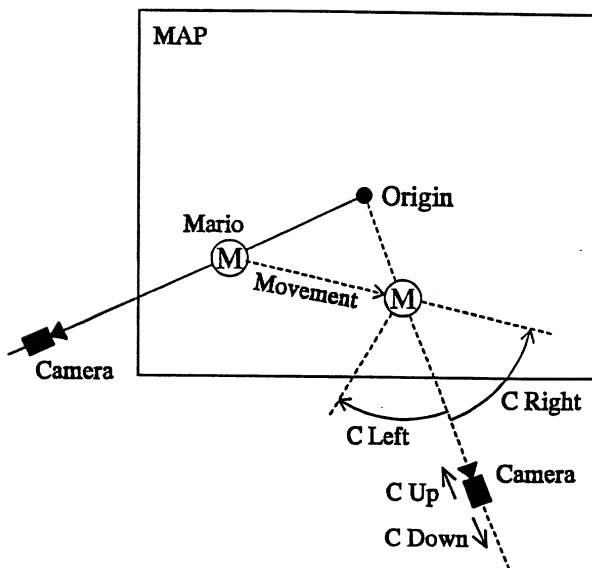 MAP
Origin
Mario
M
Movement
M
Camera
C Right
C Left
Camera
C Up
C Down